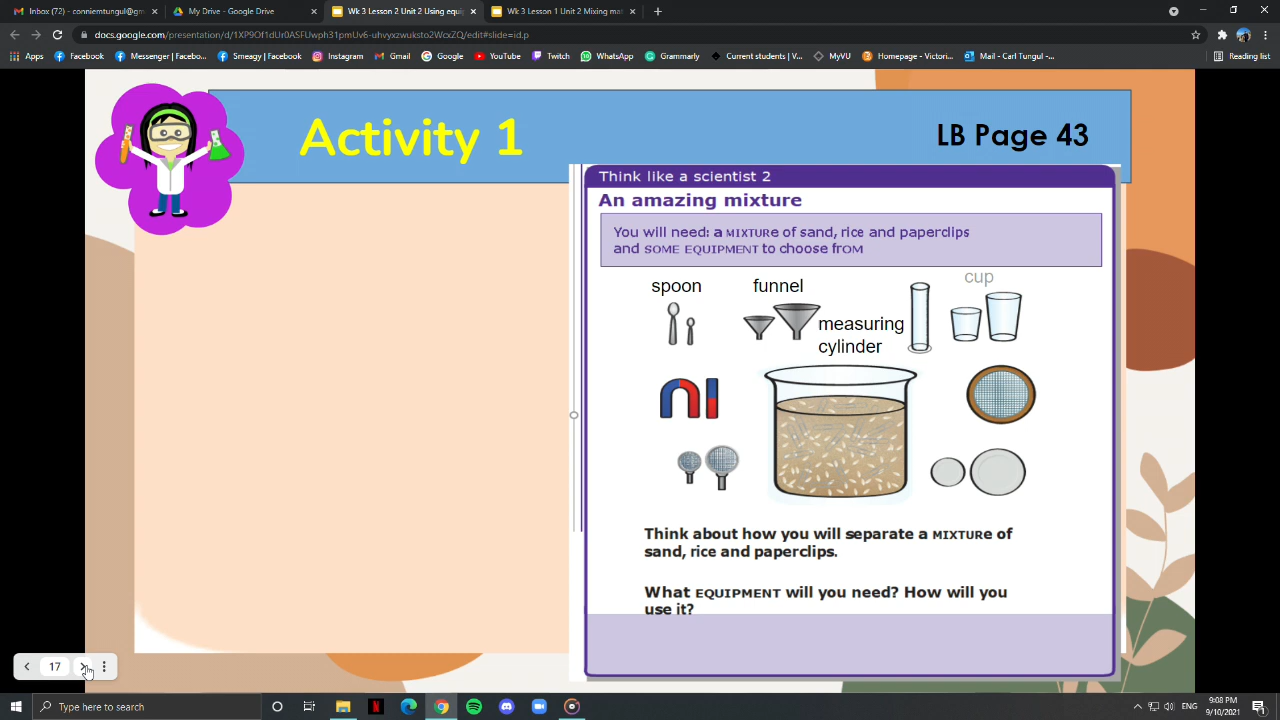 Inbox (72) - conniemtungul@gm
My Drive - Google Drive
Wk 3 Lesson 2 Unit 2 Using equip
Wk 3 Lesson 1 Unit 2 Mixing mat
docs.google.com/presentation/d/1XP9Of1dUr0ASFUwph31pmUv6-uhvyxzwuksto2WoxZQ/edit#slide=id.p
Apps
Facebook
Messenger | Facebo...
Smeagy | Facebook
Instagram
Gmail
Google
YouTube
Twitch
WhatsApp
Grammarly
Current students | V...
MyVU
Homepage - Victori...
Mail - Carl Tungul -...
Reading list
Activity 1
LB Page 43
Think like a scientist 2
An amazing mixture
You will need: a MIXTURe of sand, rice and paperclips
and SOME EQUIPMENT to choose frOM
spoon
funnel
cup
measuring
cylinder
Think about how you will separate a MIXTURe of
sand, rice and paperclips.
What EQUIPMENT will you need? How will you
use it?
17
Type here to search
ENG
9:08 PM
9/10/2021